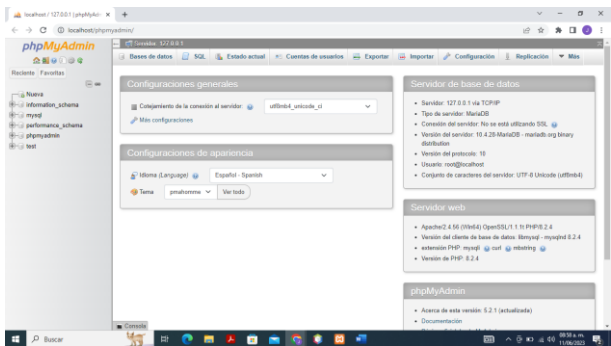 localhost / 127.0.0.1 | phpMyAdmi
localhost/phpmyadmin/
phpMyAdmin
Reciente Favoritas
Nueva
information_schema
mysql
performance_schema
phpmyadmin
test
Servidor: 127.0.0.1
Bases de datos SQL Estado actual Cuentas de usuarios Exportar Importar Configuración Replicación Más
Configuraciones generales
Cotejamiento de la conexión al servidor: utf8mb4_unicode_ci
Más configuraciones
Configuraciones de apariencia
Idioma (Language) Español - Spanish
Tema pmahomme Ver todo
Servidor de base de datos
Servidor: 127.0.0.1 via TCP/IP
Tipo de servidor: MariaDB
Conexión del servidor: No se está utilizando SSL
Versión del servidor: 10.4.28-MariaDB - mariadb.org binary
distribution
Versión del protocolo: 10
Usuario: root@localhost
Conjunto de caracteres del servidor: UTF-8 Unicode (utf8mb4)
Servidor web
Apache/2.4.56 (Win64) OpenSSL/1.1.1t PHP/8.2.4
Versión del cliente de base de datos: libmysql - mysqlnd 8.2.4
extensión PHP: mysqli curl mbstring
Versión de PHP: 8.2.4
phpMyAdmin
Acerca de esta versión: 5.2.1 (actualizada)
Documentación
Consola
Buscar
08:58 a. m.
11/06/2023